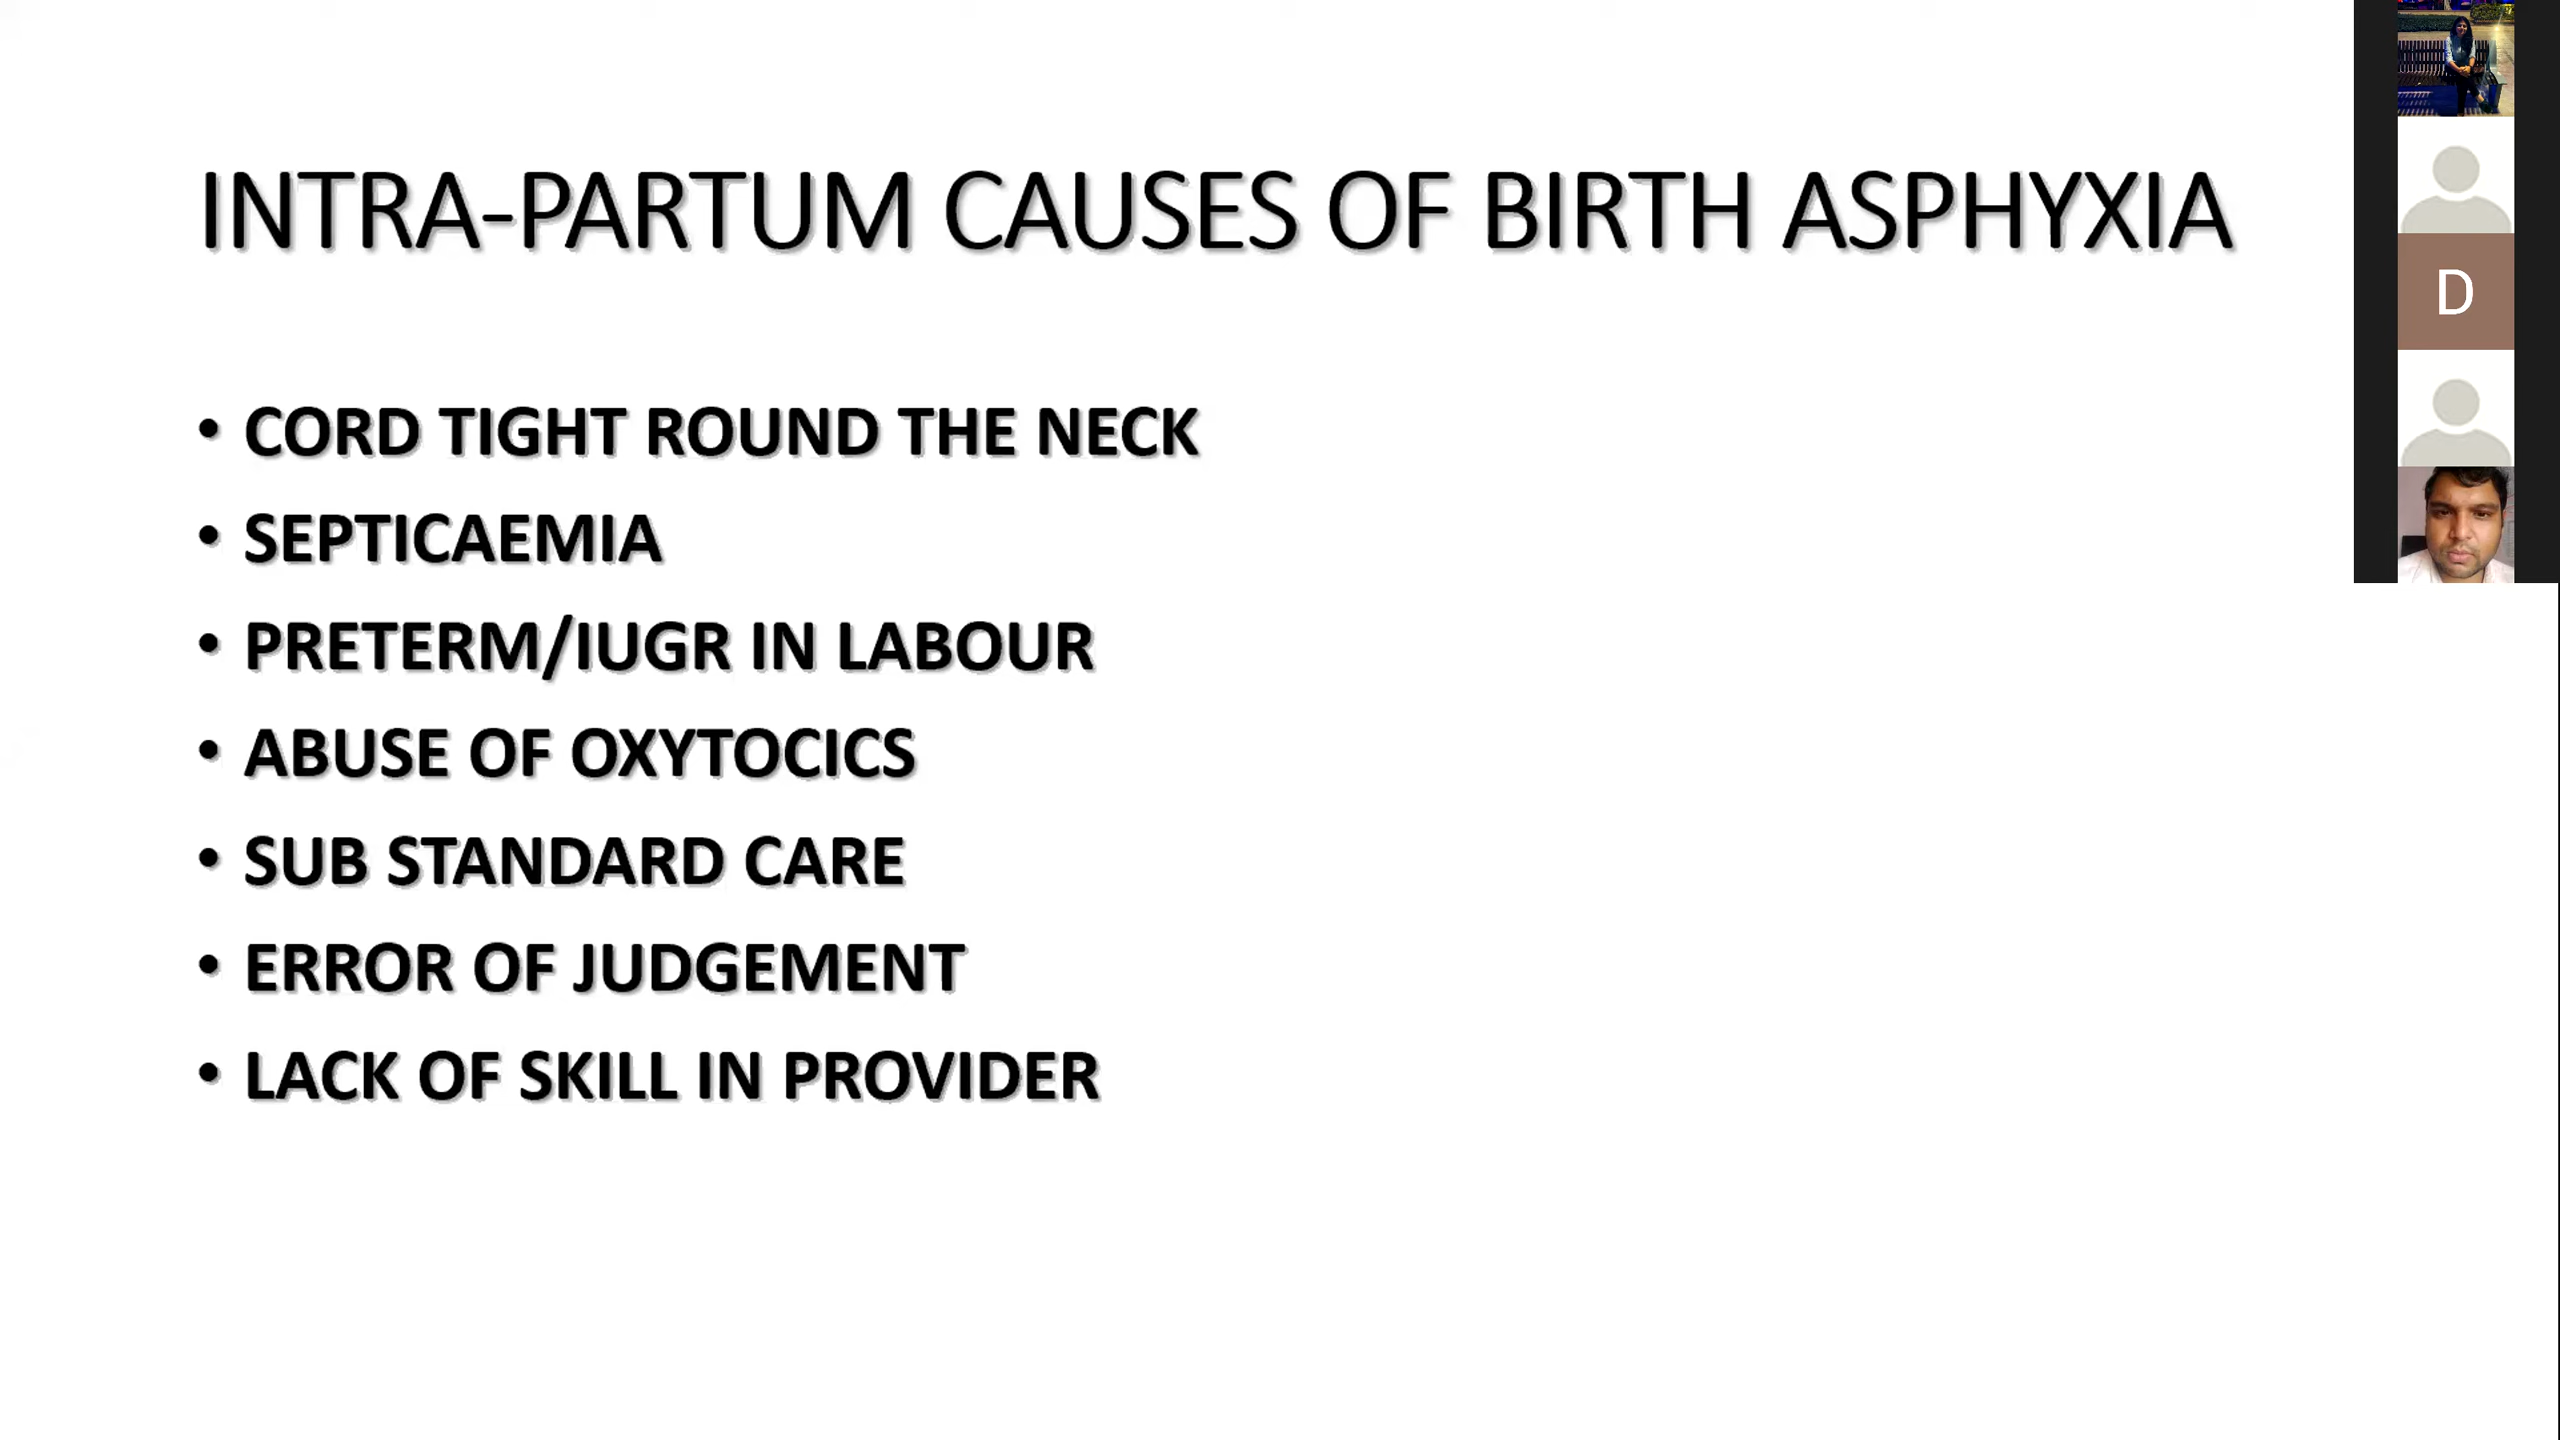 INTRA-PARTUM CAUSES OF BIRTH ASPHYXIA
• CORD TIGHT ROUND THE NECK
• SEPTICAEMIA
• PRETERM/IUGR IN LABOUR
• ABUSE OF OXYTOCICS
• SUB STANDARD CARE
• ERROR OF JUDGEMENT
• LACK OF SKILL IN PROVIDER
D